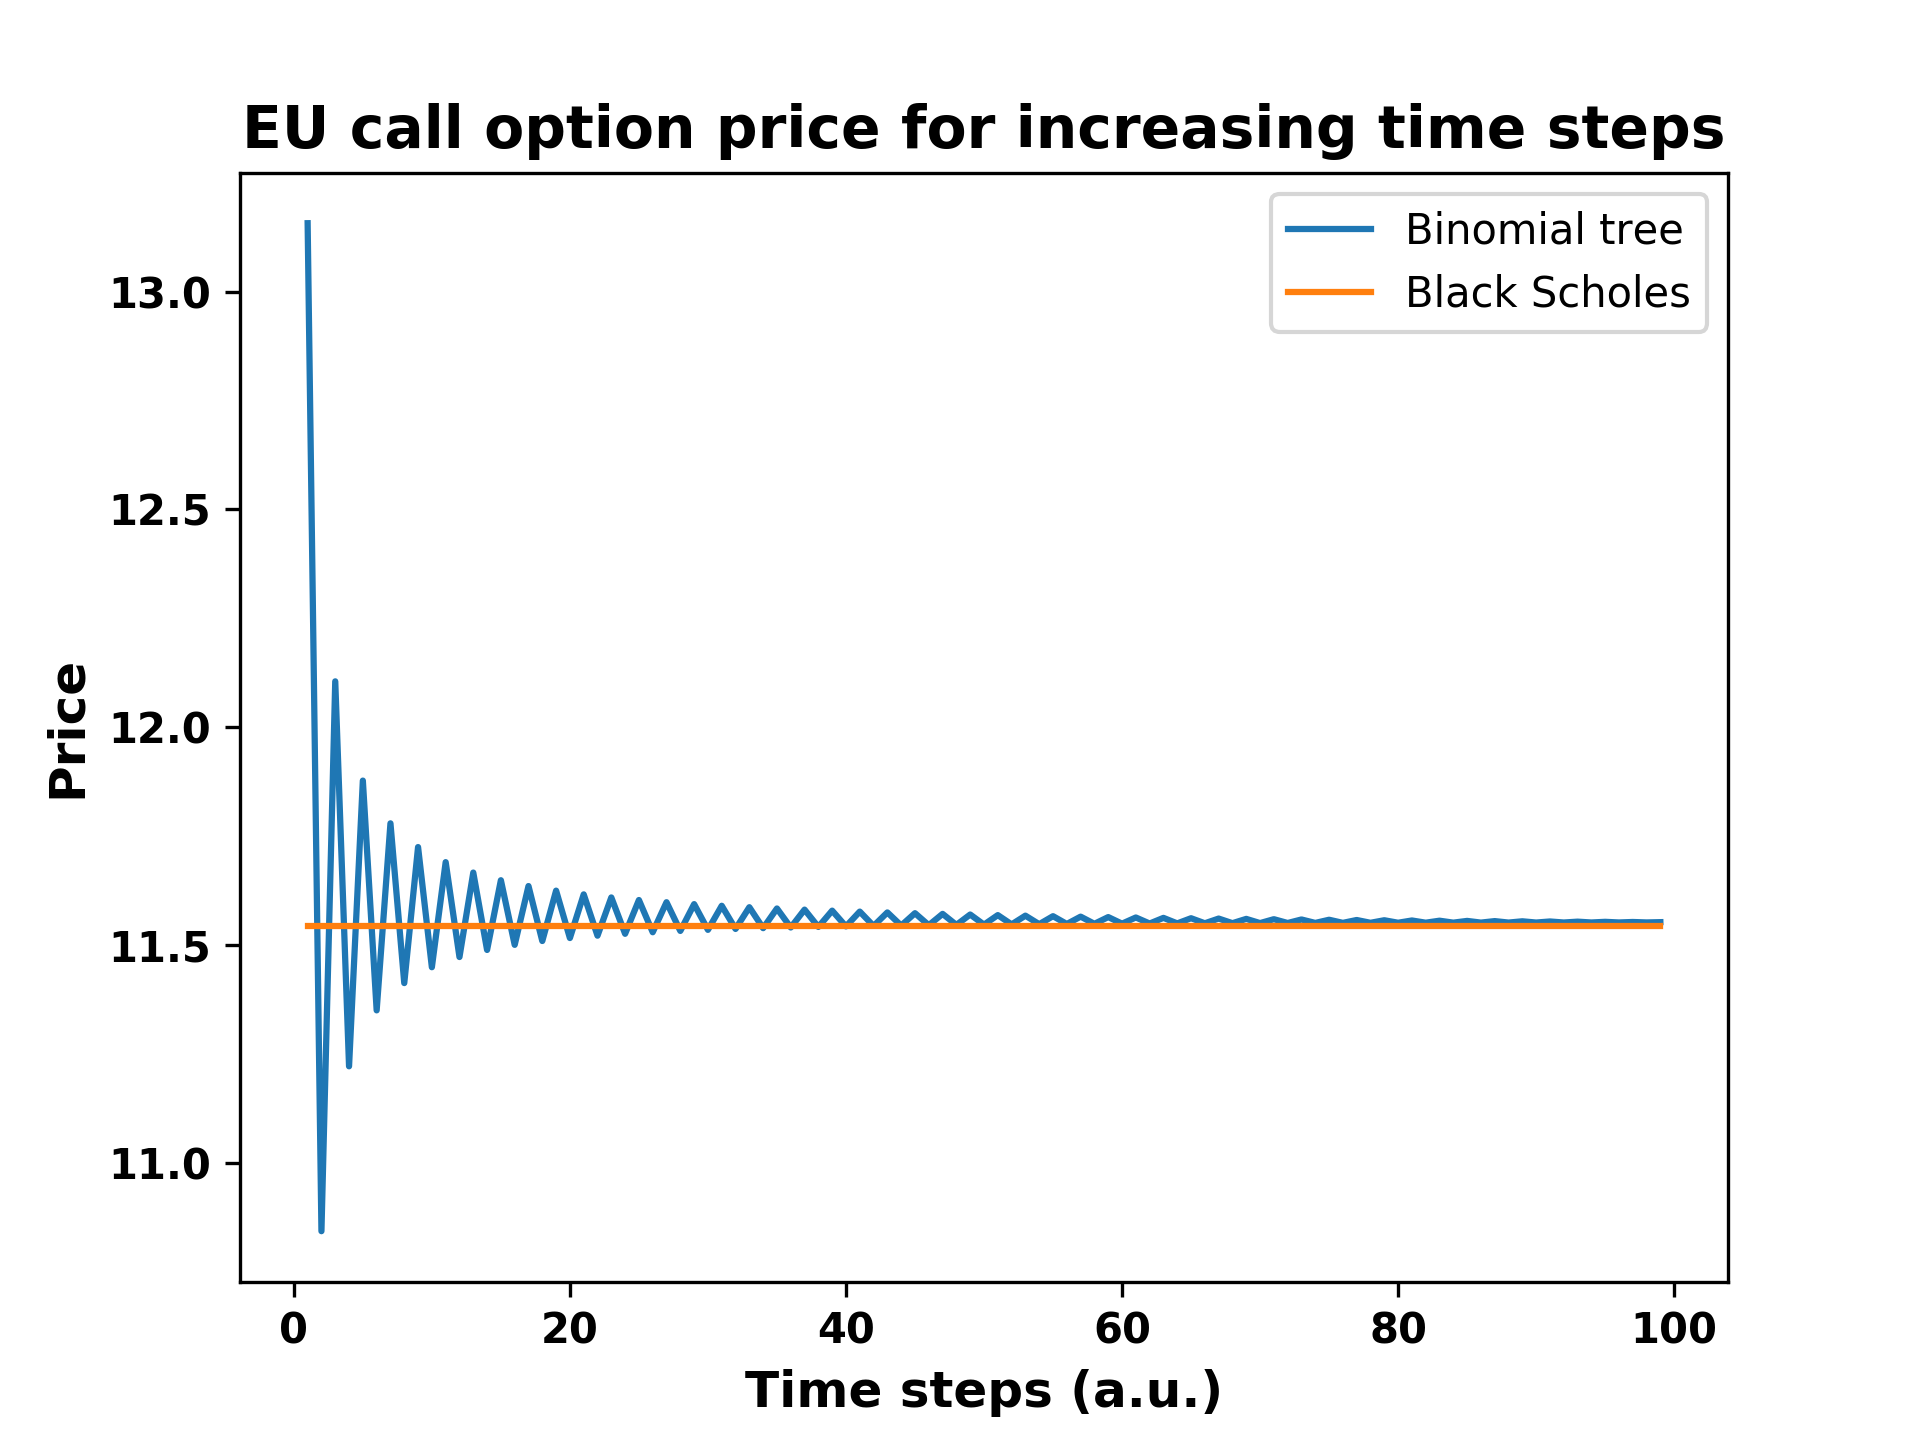 EU call option price for increasing time steps
Binomial tree
Black Scholes
13.0
12.5
12.0
11.5
11.0
Price
0 20 40 60 80 100
Time steps (a.u.)